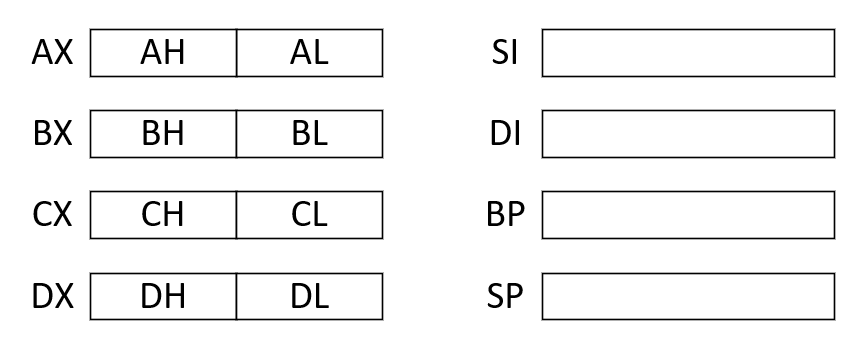 AX AH AL SI
BX BH BL DI
CX CH CL BP
DX DH DL SP